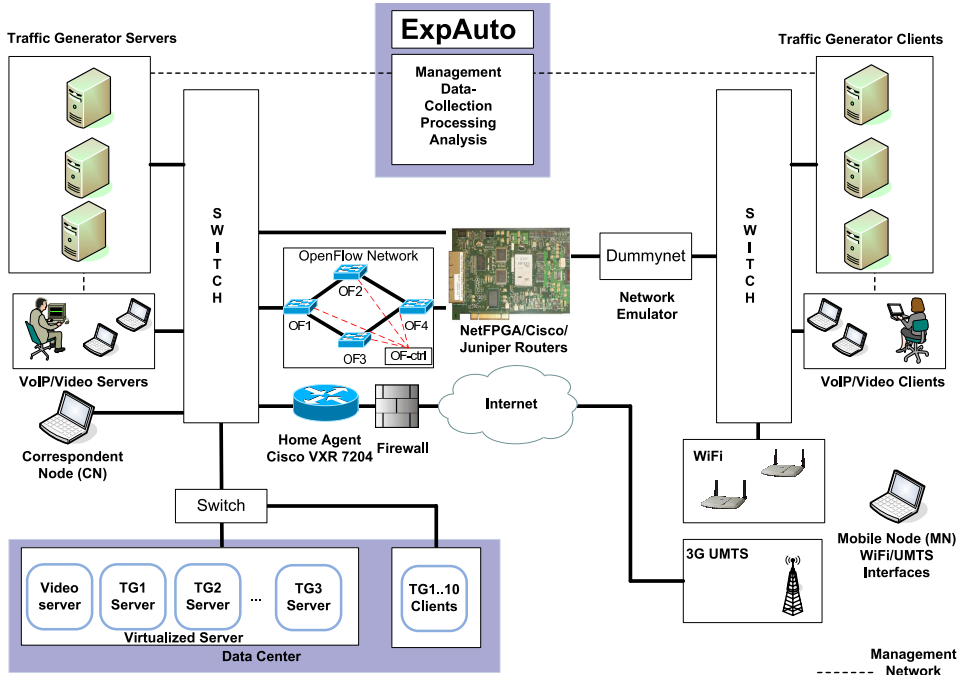 ExpAuto
Management
Data-
Collection
Processing
Analysis
Traffic Generator Servers
Traffic Generator Clients
SWITCH
SWITCH
OpenFlow Network
OF2
OF1
OF4
OF3
OF-ctrl
NetFPGA/Cisco/
Juniper Routers
Dummynet
Network
Emulator
VoIP/Video Servers
VoIP/Video Clients
Correspondent
Node (CN)
Home Agent
Cisco VXR 7204
Firewall
Internet
WiFi
3G UMTS
Mobile Node (MN)
WiFi/UMTS
Interfaces
Switch
Video
server
TG1
Server
TG2
Server
...
TG3
Server
TG1..10
Clients
Virtualized Server
Data Center
Management
Network